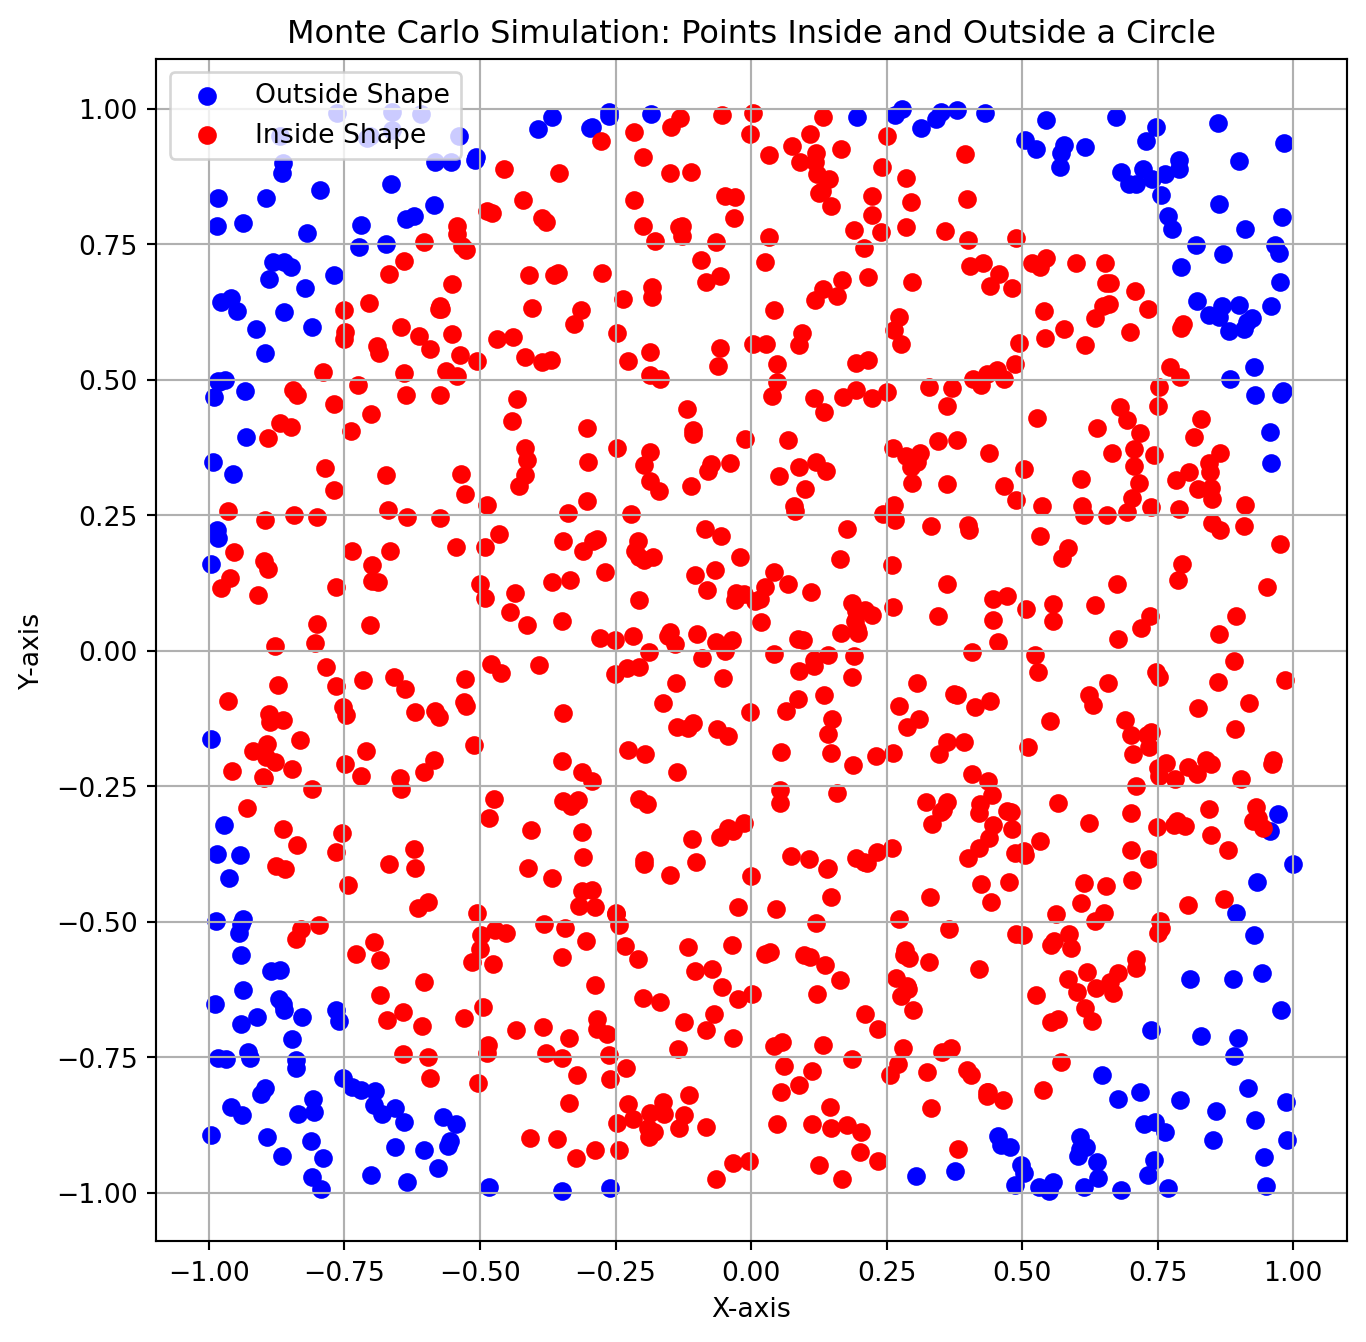 Monte Carlo Simulation: Points Inside and Outside a Circle
Outside Shape
Inside Shape
1.00
0.75
0.50
0.25
0.00
−0.25
−0.50
−0.75
−1.00
Y-axis
−1.00 −0.75 −0.50 −0.25 0.00 0.25 0.50 0.75 1.00
X-axis